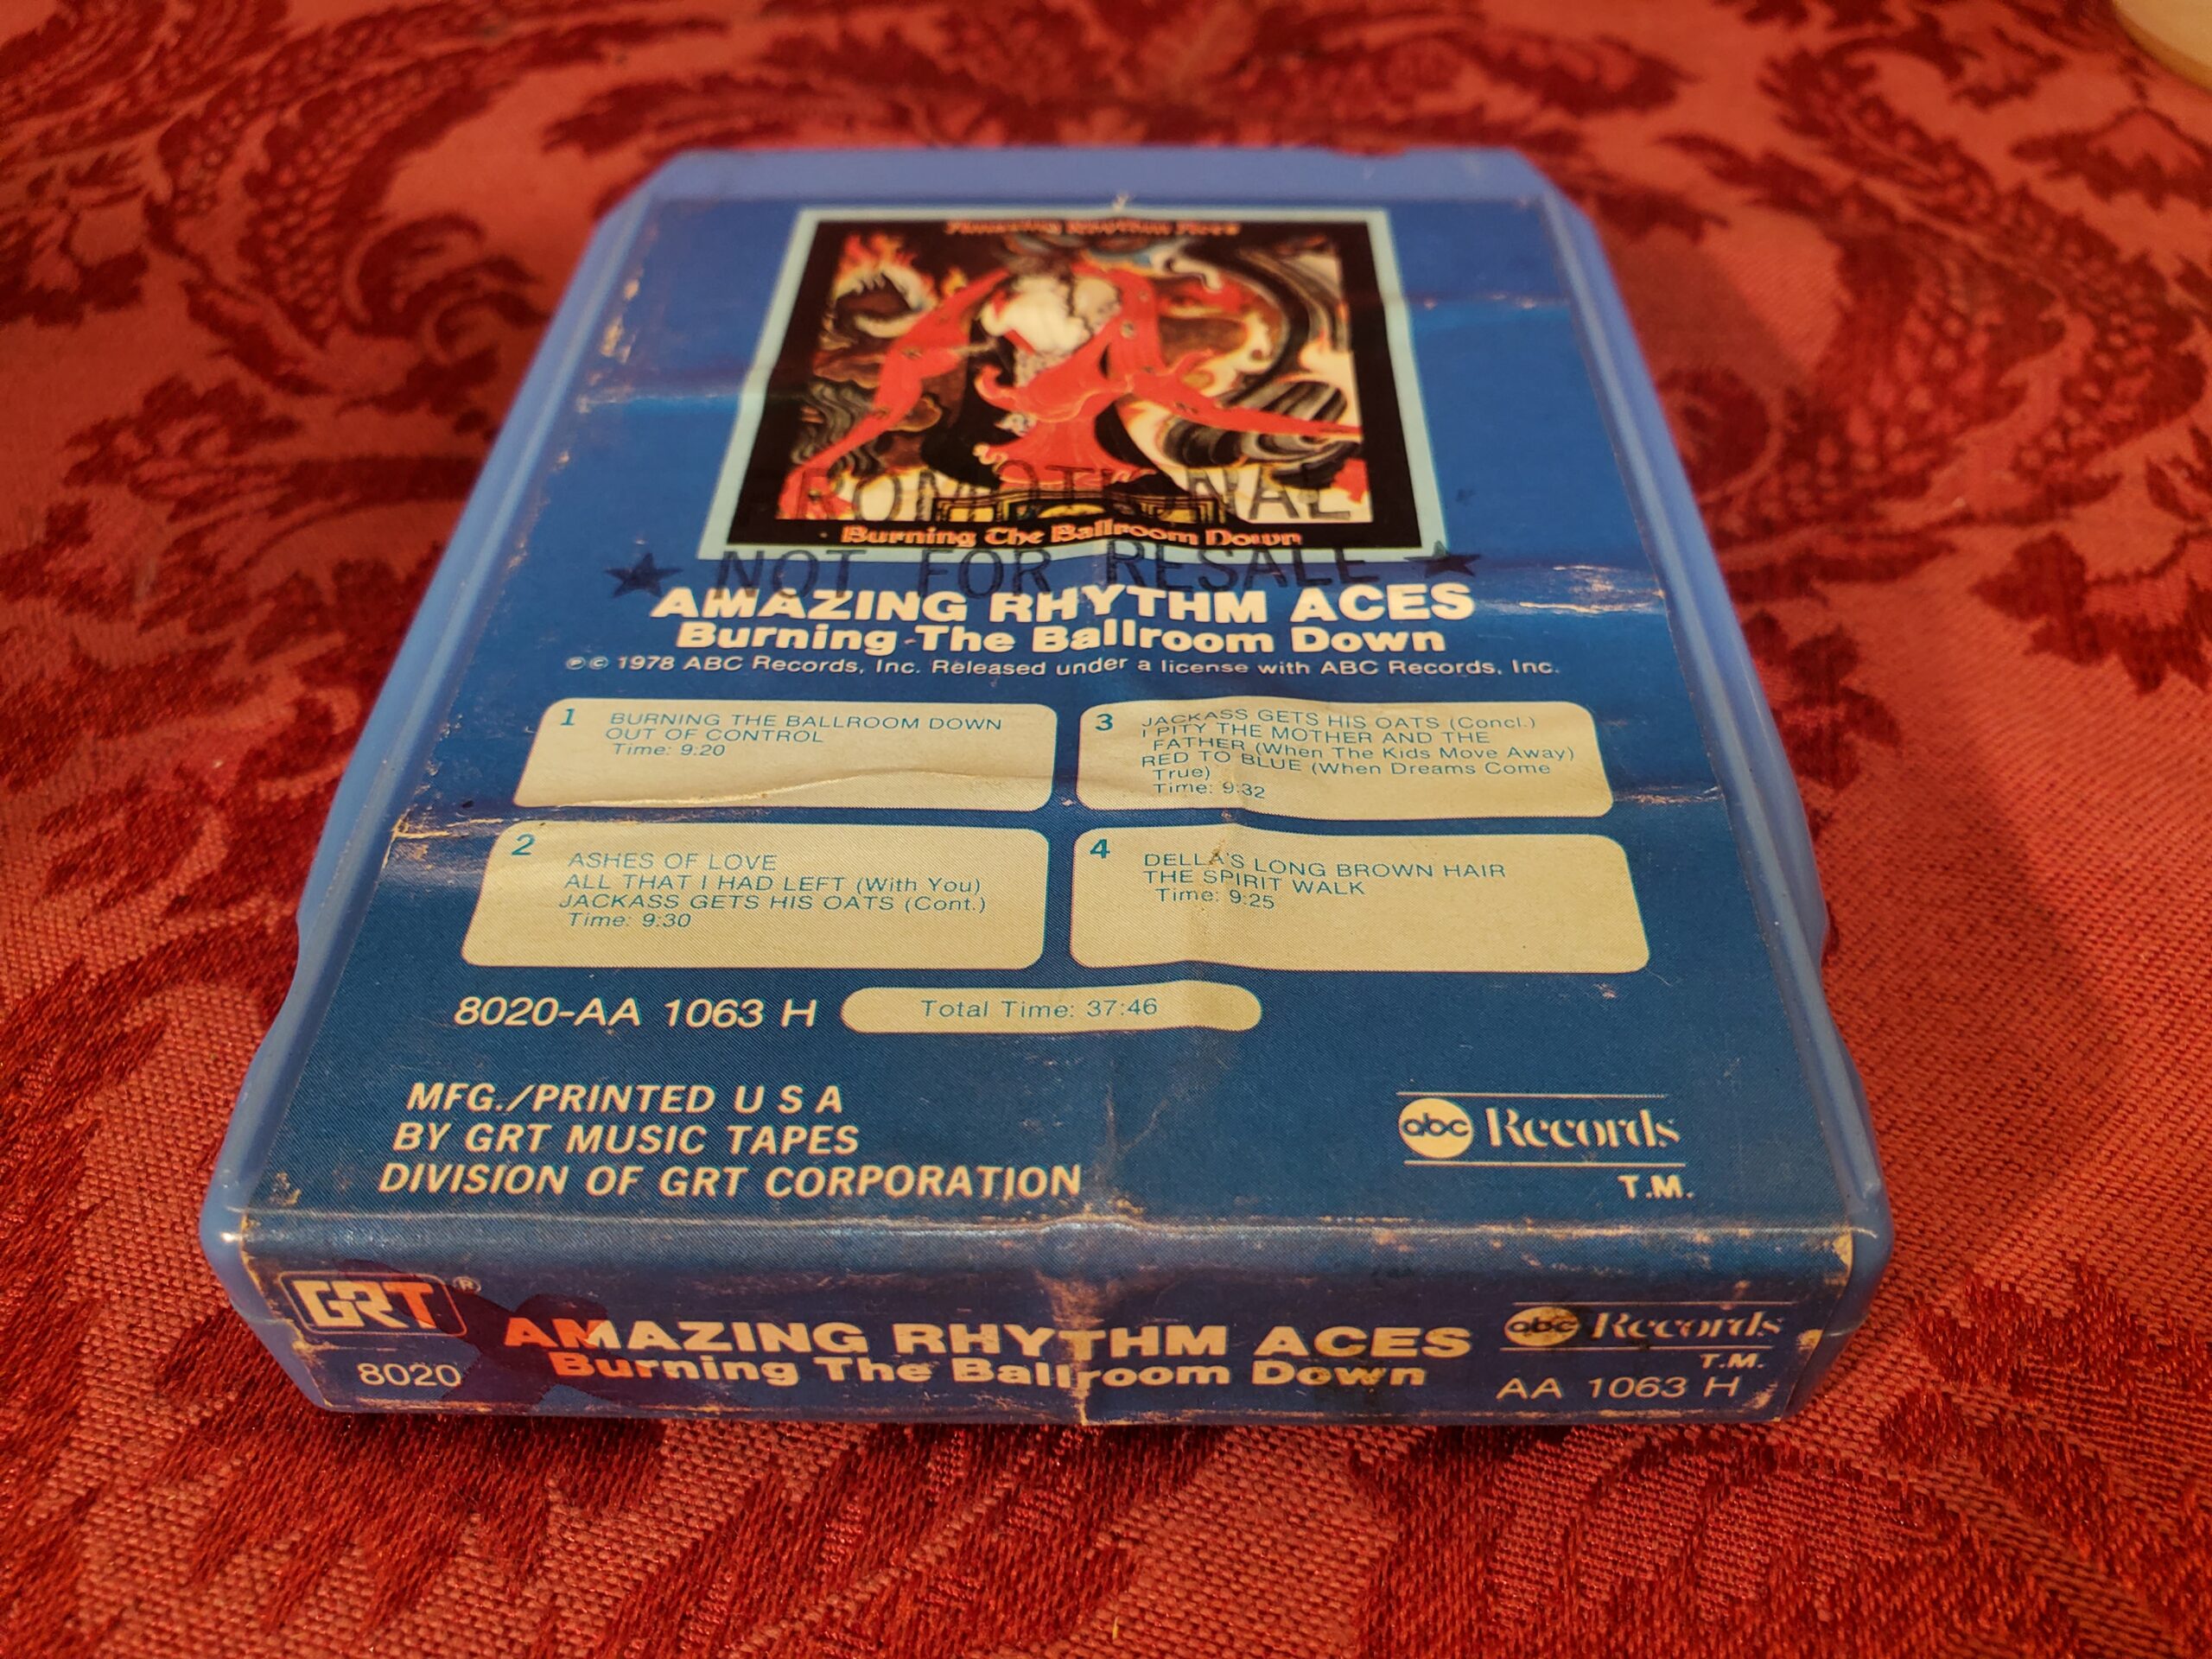 Amazing Rhythm Aces
Burning The Ballroom Down
PROMOTIONAL
★ NOT FOR RESALE ★
AMAZING RHYTHM ACES
Burning The Ballroom Down
℗© 1978 ABC Records, Inc. Released under a license with ABC Records, Inc.
1
BURNING THE BALLROOM DOWN
OUT OF CONTROL
Time: 9:20
2
ASHES OF LOVE
ALL THAT I HAD LEFT (With You)
JACKASS GETS HIS OATS (Cont.)
Time: 9:30
3
JACKASS GETS HIS OATS (Concl.)
I PITY THE MOTHER AND THE
FATHER (When The Kids Move Away)
RED TO BLUE (When Dreams Come
True)
Time: 9:32
4
DELLA'S LONG BROWN HAIR
THE SPIRIT WALK
Time: 9:25
8020-AA 1063 H
Total Time: 37:46
MFG./PRINTED U S A
BY GRT MUSIC TAPES
DIVISION OF GRT CORPORATION
abc Records
T.M.
GRT®
8020
AMAZING RHYTHM ACES
Burning The Ballroom Down
abc Records
T.M.
AA 1063 H